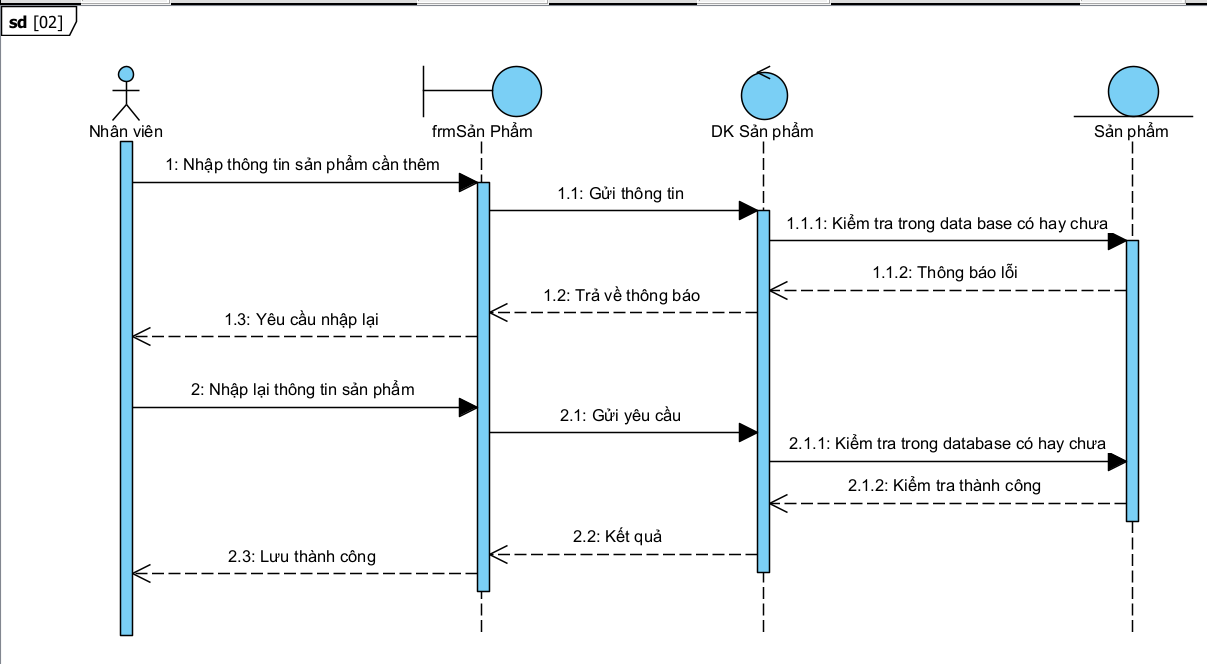 sd [02]
Nhân viên
frmSản Phẩm
DK Sản phẩm
Sản phẩm
1: Nhập thông tin sản phẩm cần thêm
1.1: Gửi thông tin
1.1.1: Kiểm tra trong data base có hay chưa
1.1.2: Thông báo lỗi
1.2: Trả về thông báo
1.3: Yêu cầu nhập lại
2: Nhập lại thông tin sản phẩm
2.1: Gửi yêu cầu
2.1.1: Kiểm tra trong database có hay chưa
2.1.2: Kiểm tra thành công
2.2: Kết quả
2.3: Lưu thành công